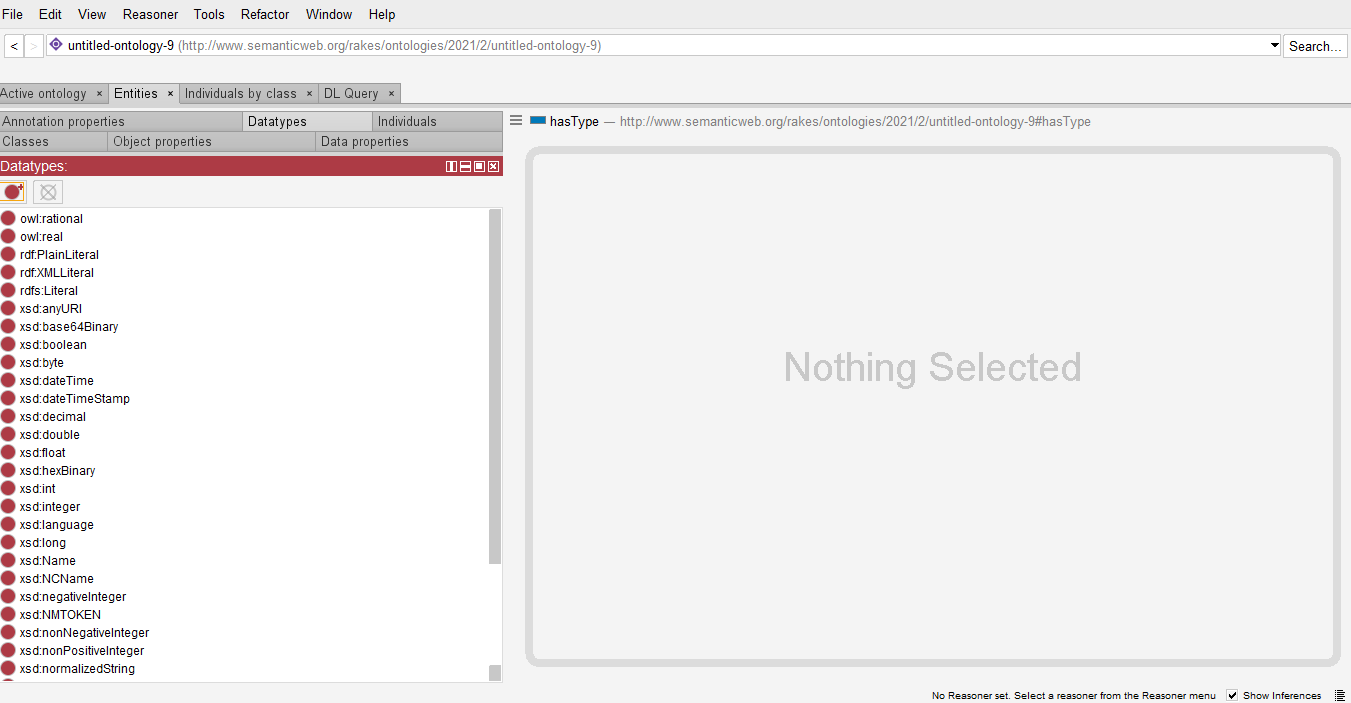 File Edit View Reasoner Tools Refactor Window Help
< > untitled-ontology-9 (http://www.semanticweb.org/rakes/ontologies/2021/2/untitled-ontology-9) Search...
Active ontology × Entities × Individuals by class × DL Query ×
Annotation properties Datatypes Individuals
Classes Object properties Data properties
hasType — http://www.semanticweb.org/rakes/ontologies/2021/2/untitled-ontology-9#hasType
Datatypes:
owl:rational
owl:real
rdf:PlainLiteral
rdf:XMLLiteral
rdfs:Literal
xsd:anyURI
xsd:base64Binary
xsd:boolean
xsd:byte
xsd:dateTime
xsd:dateTimeStamp
xsd:decimal
xsd:double
xsd:float
xsd:hexBinary
xsd:int
xsd:integer
xsd:language
xsd:long
xsd:Name
xsd:NCName
xsd:negativeInteger
xsd:NMTOKEN
xsd:nonNegativeInteger
xsd:nonPositiveInteger
xsd:normalizedString
Nothing Selected
No Reasoner set. Select a reasoner from the Reasoner menu Show Inferences